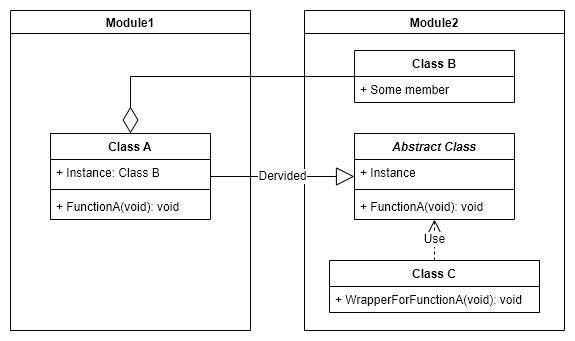 Module1
Module2
Class B
+ Some member
Class A
+ Instance: Class B
+ FunctionA(void): void
Dervided
Abstract Class
+ Instance
+ FunctionA(void): void
Use
Class C
+ WrapperForFunctionA(void): void